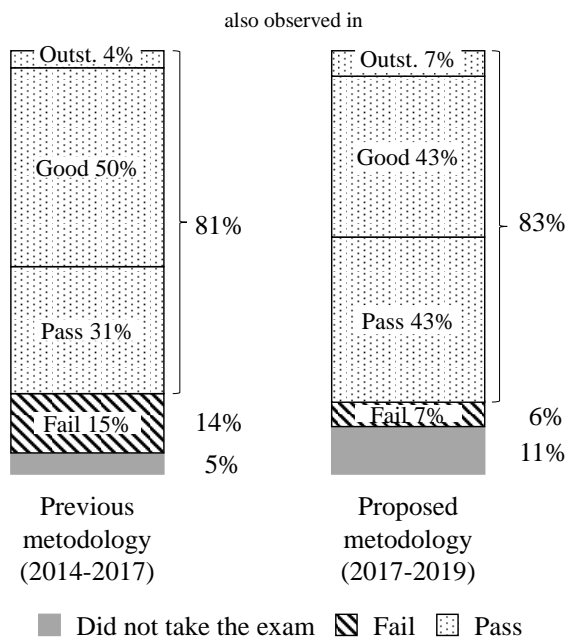 also observed in
Outst. 4%
Good 50%
81%
Pass 31%
Fail 15%
14%
5%
Previous
metodology
(2014-2017)
Outst. 7%
Good 43%
83%
Pass 43%
Fail 7%
6%
11%
Proposed
metodology
(2017-2019)
Did not take the exam Fail Pass